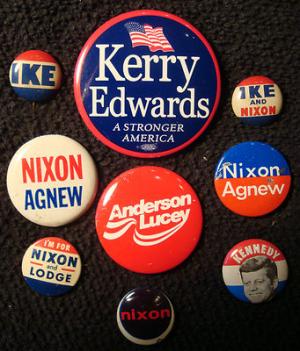 IKE
Kerry
Edwards
A STRONGER
AMERICA
IKE
AND
NIXON
NIXON
AGNEW
Anderson
Lucey
Nixon
Agnew
I'M FOR
NIXON
and
LODGE
KENNEDY
nixon